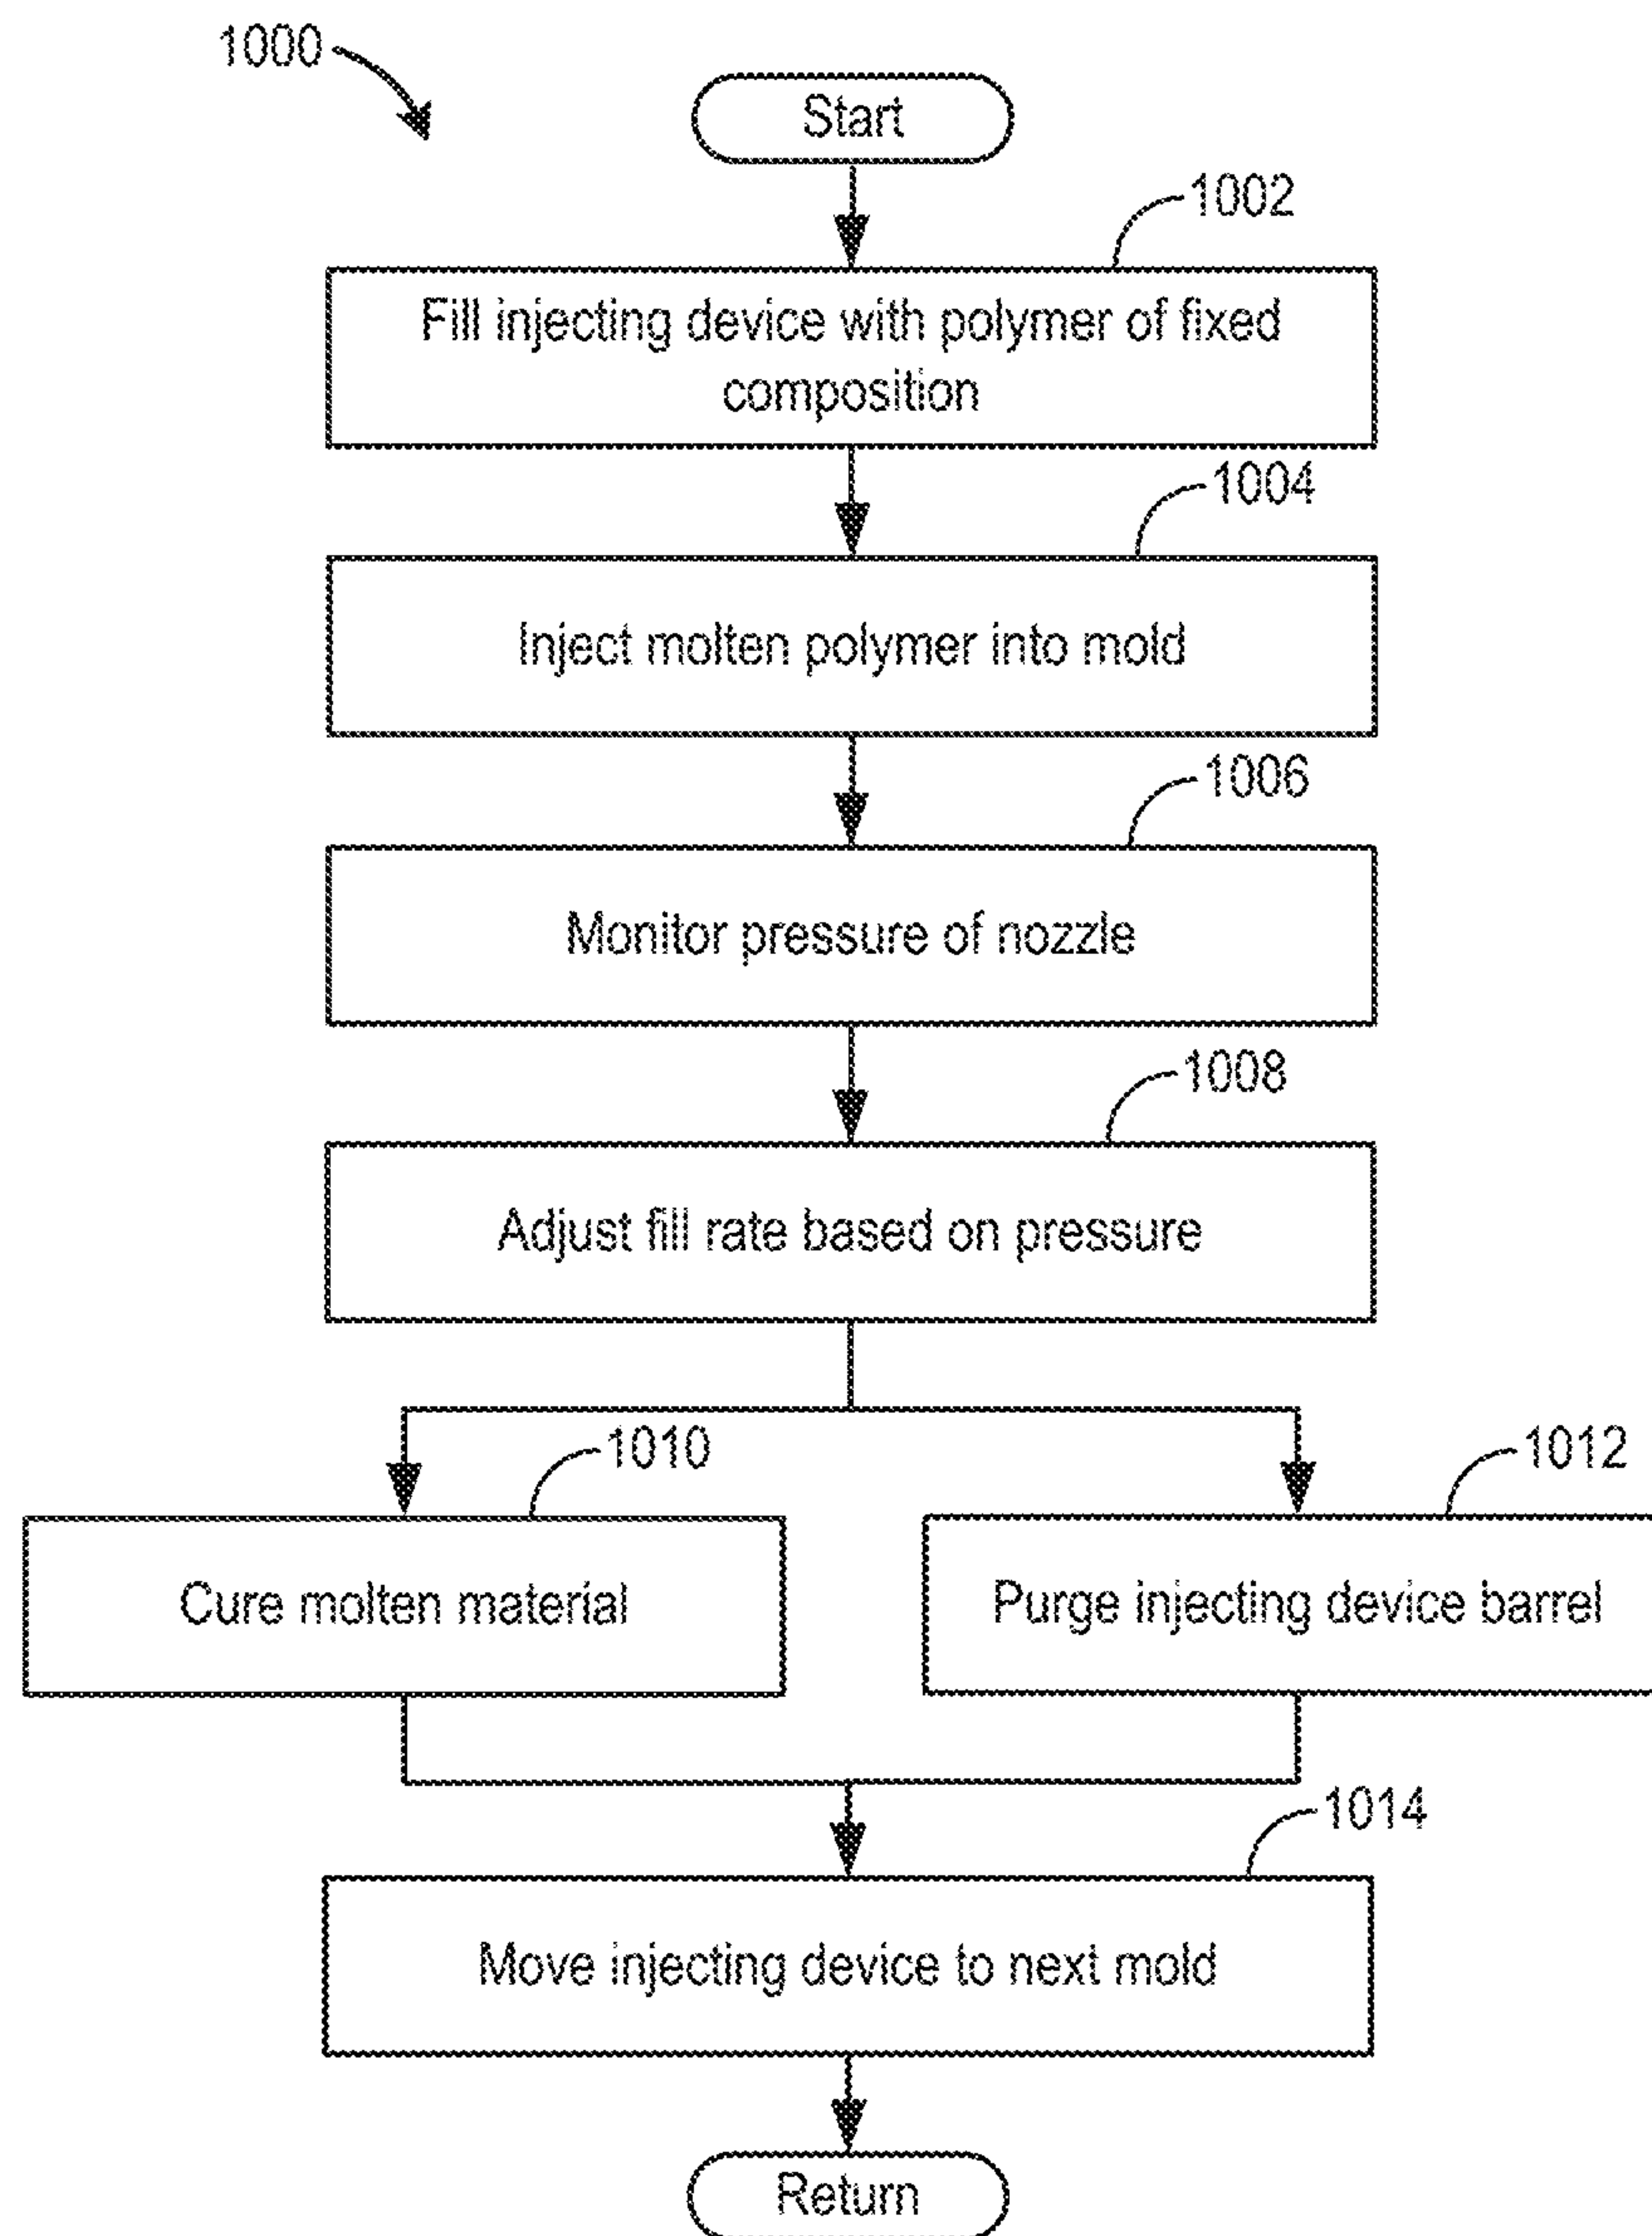 1000
Start
1002
Fill injecting device with polymer of fixed
composition
1004
Inject molten polymer into mold
1006
Monitor pressure of nozzle
1008
Adjust fill rate based on pressure
1010
1012
Cure molten material
Purge injecting device barrel
1014
Move injecting device to next mold
Return